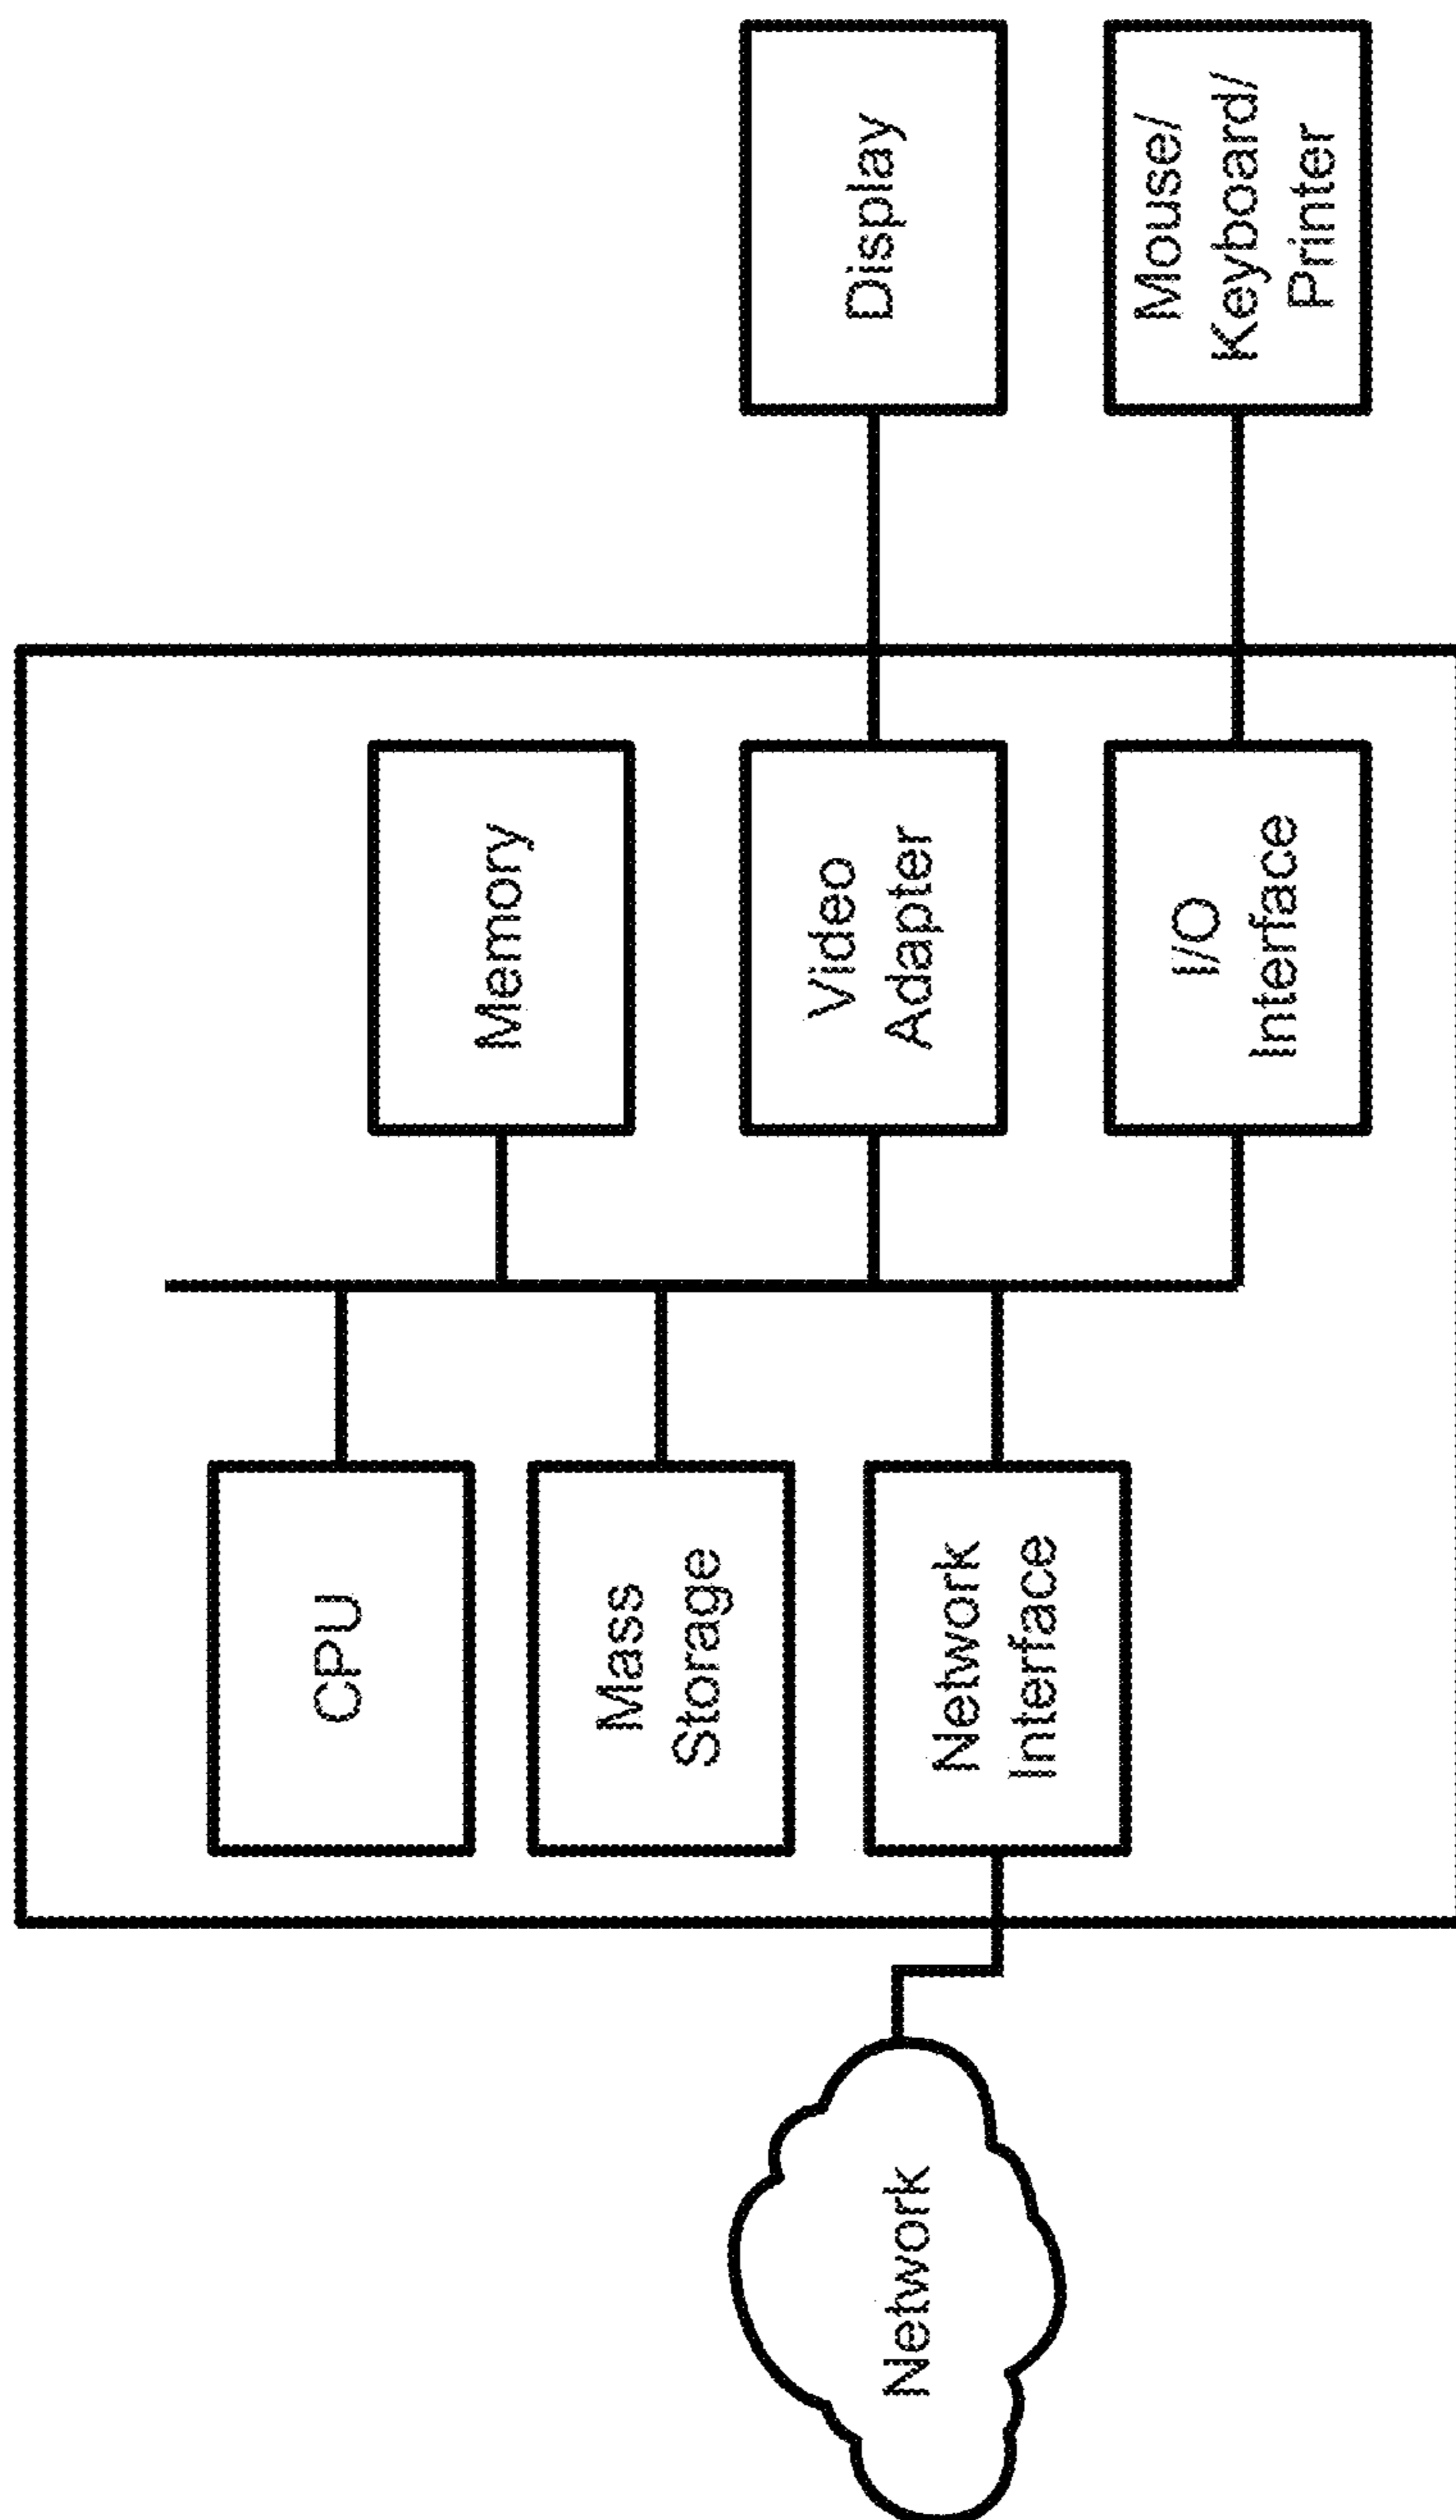 CPU
Memory
Mass
Storage
Video
Adapter
Display
Network
Network
Interface
I/O
Interface
Mouse/
Keyboard/
Printer